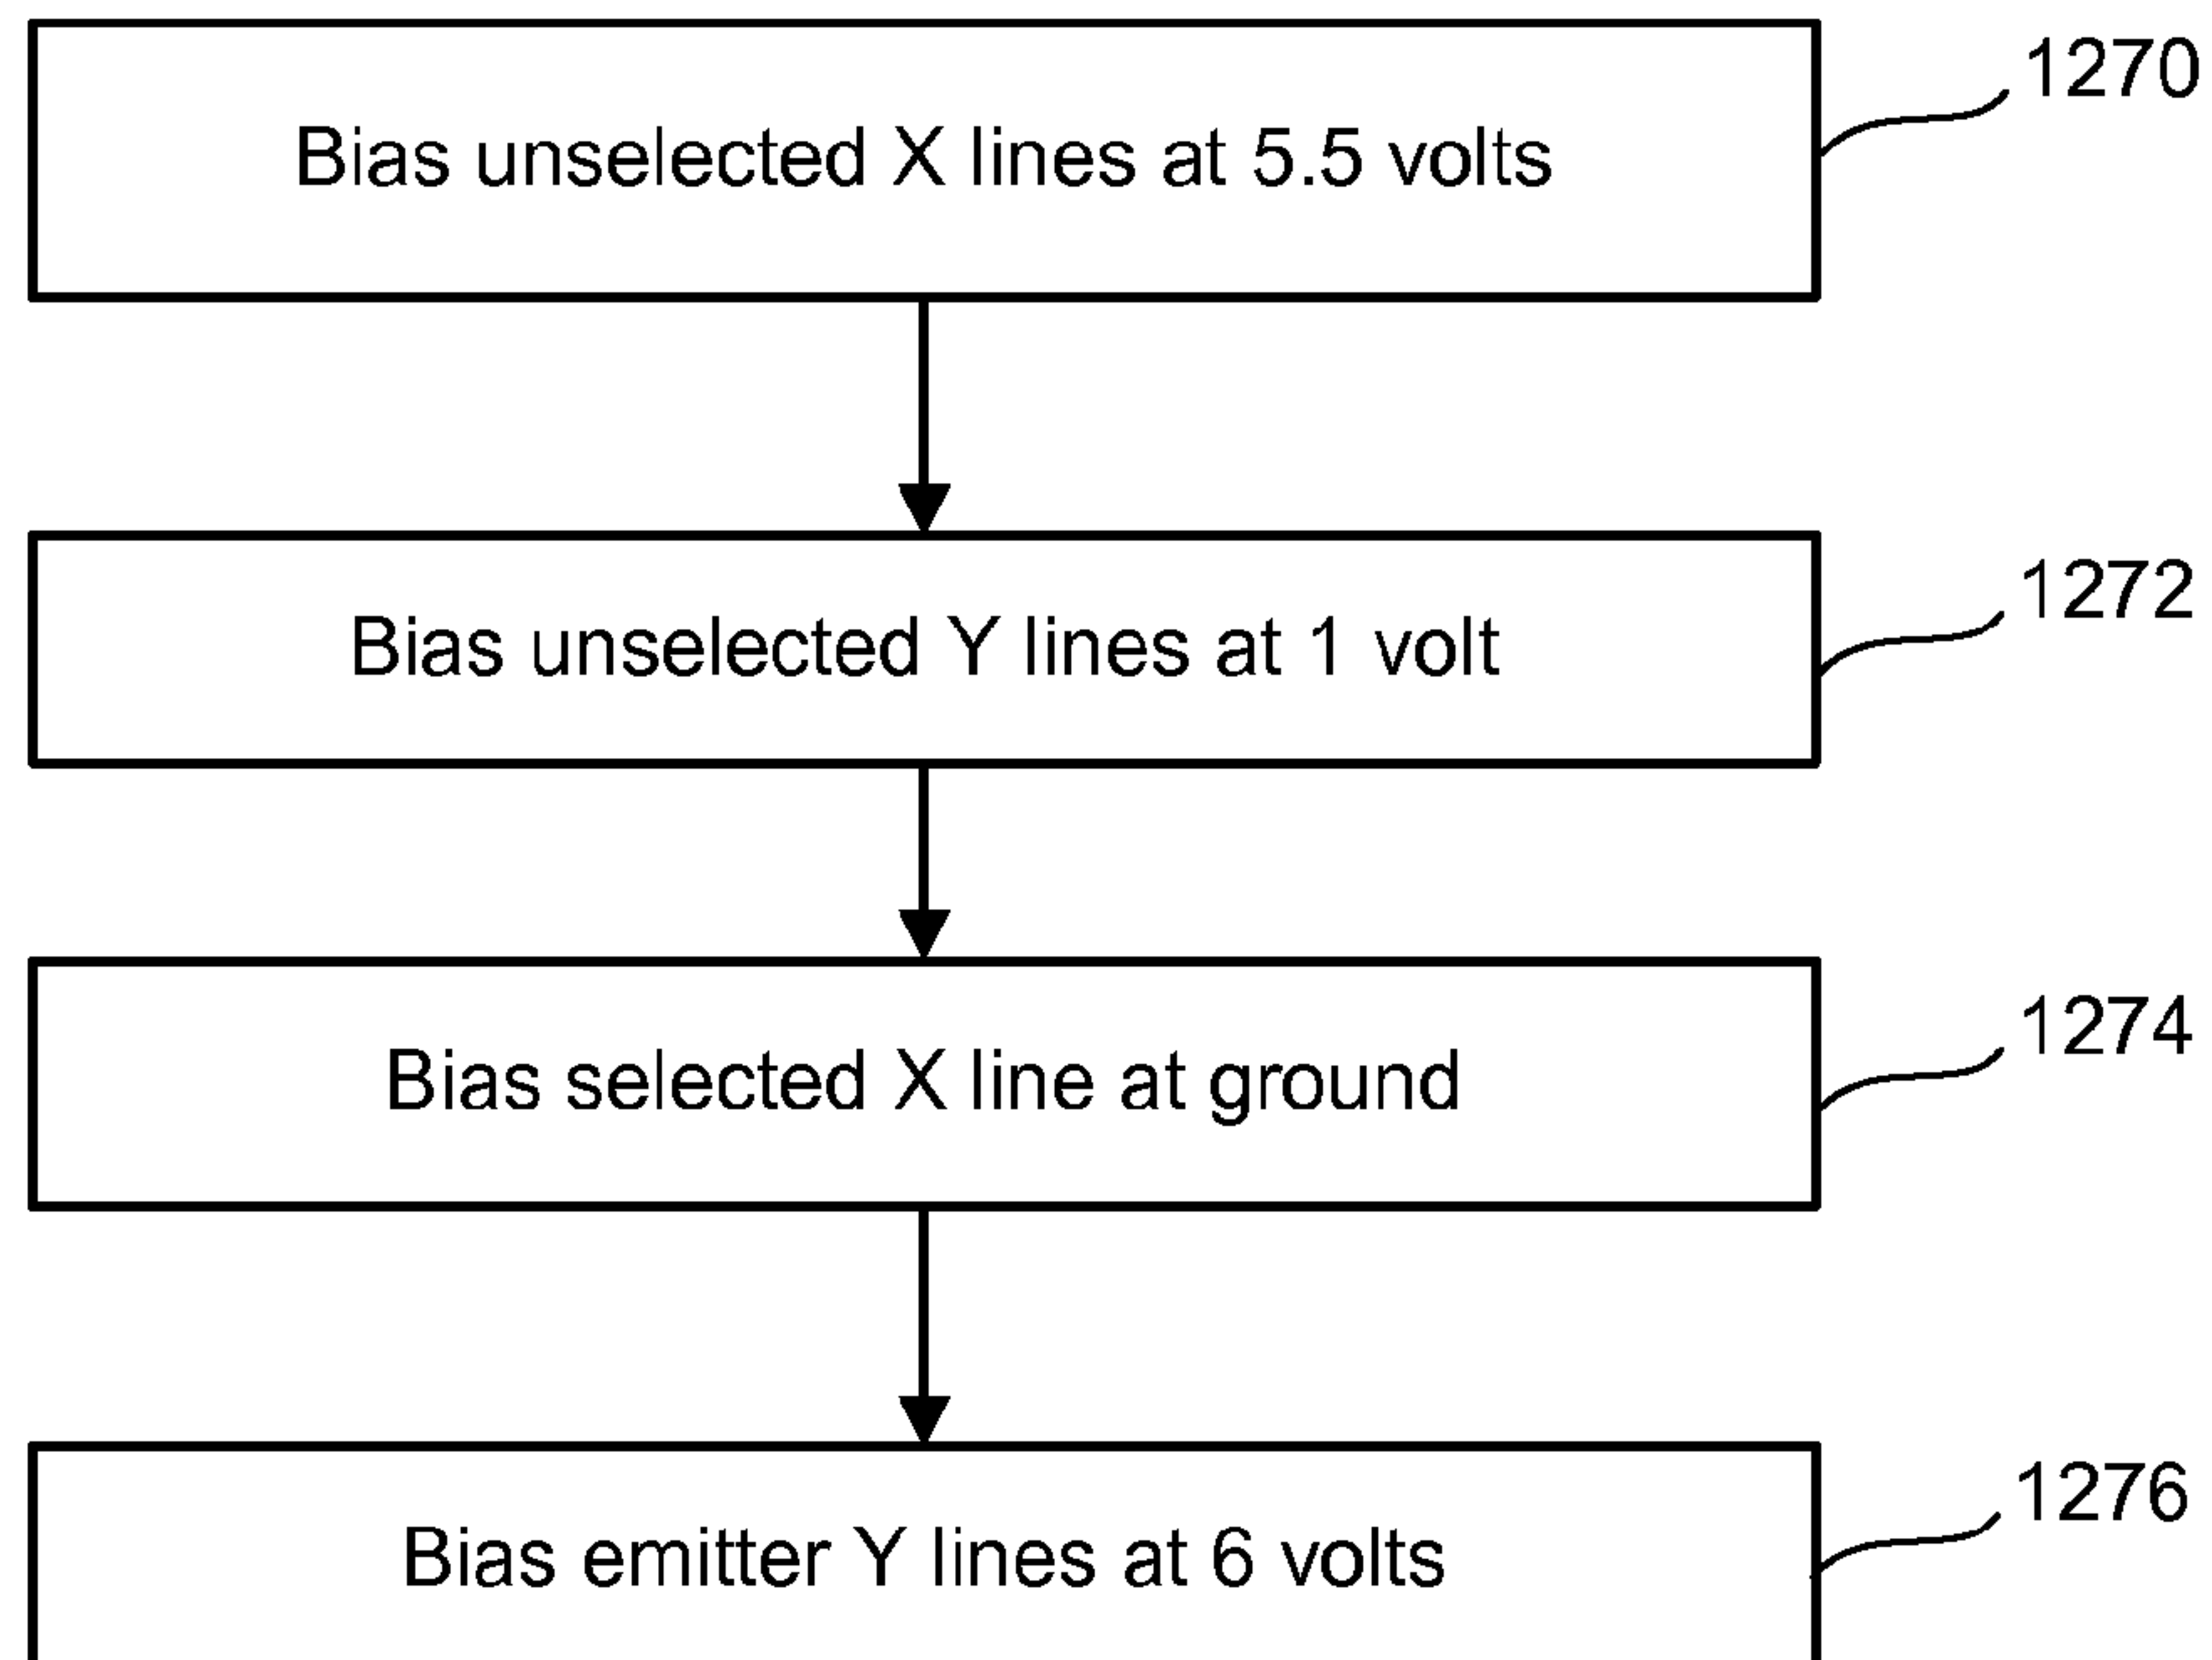 1270
Bias unselected X lines at 5.5 volts
1272
Bias unselected Y lines at 1 volt
1274
Bias selected X line at ground
1276
Bias emitter Y lines at 6 volts